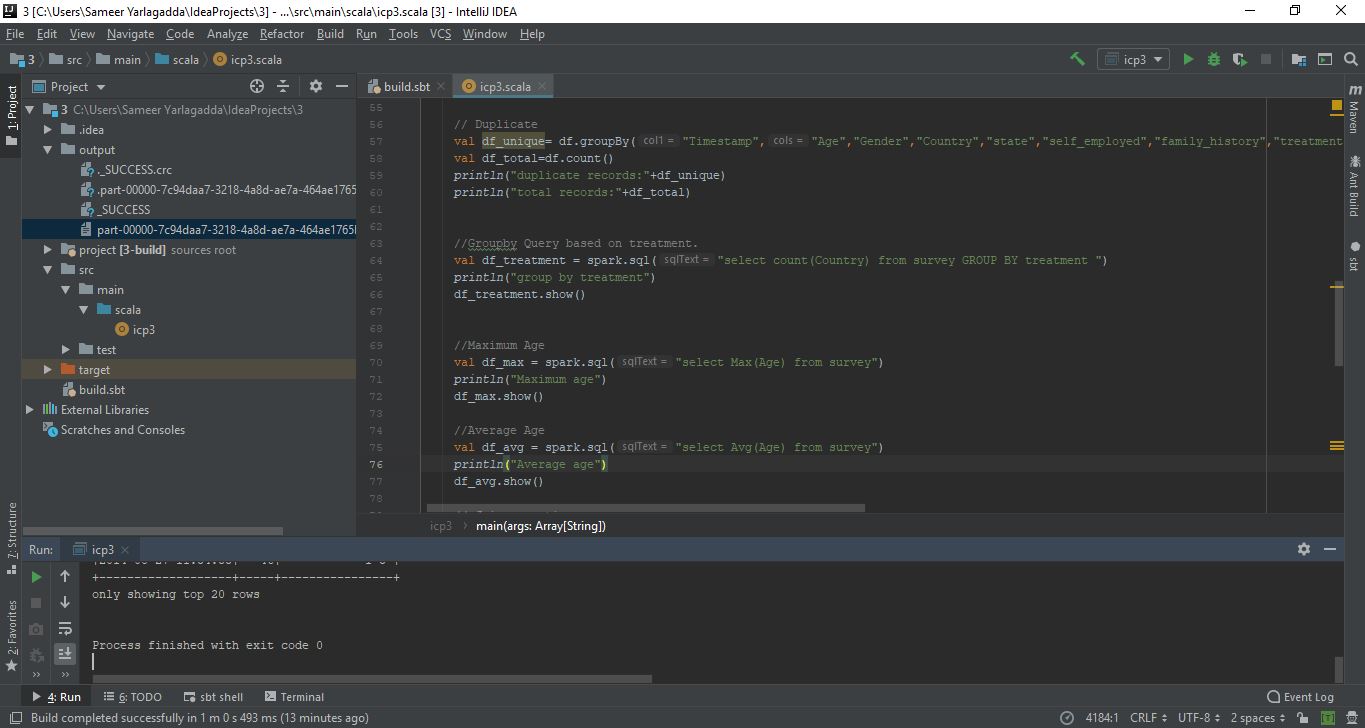 3 [C:\Users\Sameer Yarlagadda\IdeaProjects\3] - ...\src\main\scala\icp3.scala [3] - IntelliJ IDEA
File Edit View Navigate Code Analyze Refactor Build Run Tools VCS Window Help
3 src main scala icp3.scala
icp3
Project
build.sbt
icp3.scala
1: Project
3 C:\Users\Sameer Yarlagadda\IdeaProjects\3
.idea
output
._SUCCESS.crc
.part-00000-7c94daa7-3218-4a8d-ae7a-464ae1765
_SUCCESS
part-00000-7c94daa7-3218-4a8d-ae7a-464ae1765
project [3-build] sources root
src
main
scala
icp3
test
target
build.sbt
External Libraries
Scratches and Consoles
55
56 // Duplicate
57 val df_unique= df.groupBy( col1 = "Timestamp", cols = "Age","Gender","Country","state","self_employed","family_history","treatment
58 val df_total=df.count()
59 println("duplicate records:"+df_unique)
60 println("total records:"+df_total)
61
62
63 //Groupby Query based on treatment.
64 val df_treatment = spark.sql( sqlText = "select count(Country) from survey GROUP BY treatment ")
65 println("group by treatment")
66 df_treatment.show()
67
68
69 //Maximum Age
70 val df_max = spark.sql( sqlText = "select Max(Age) from survey")
71 println("Maximum age")
72 df_max.show()
73
74 //Average Age
75 val df_avg = spark.sql( sqlText = "select Avg(Age) from survey")
76 println("Average age")
77 df_avg.show()
78
icp3 main(args: Array[String])
m
Maven
Ant Build
sbt
7: Structure
2: Favorites
Run: icp3
+-------------------+-----+----------------+
only showing top 20 rows
Process finished with exit code 0
4: Run 6: TODO sbt shell Terminal Event Log
Build completed successfully in 1 m 0 s 493 ms (13 minutes ago) 4184:1 CRLF UTF-8 2 spaces